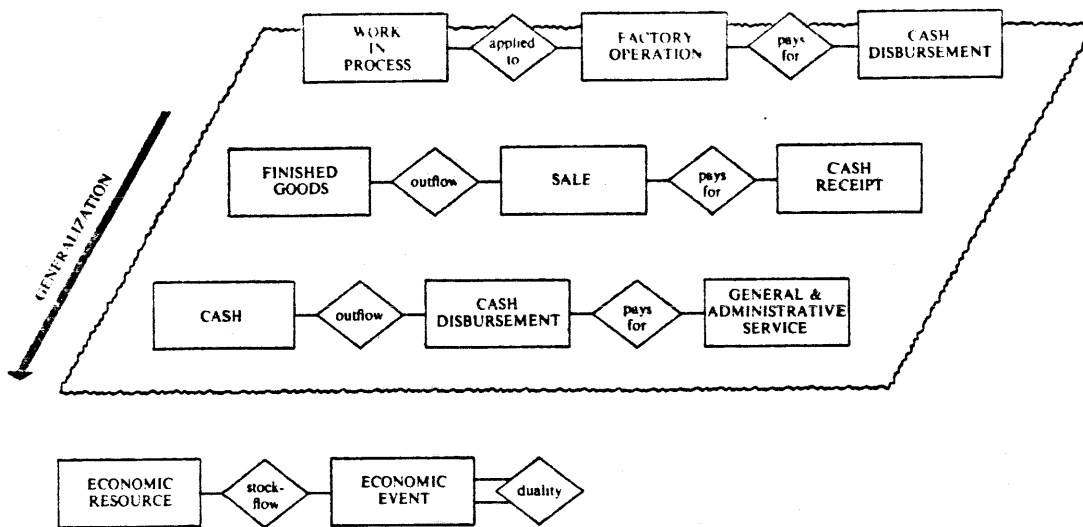 WORK
IN
PROCESS
applied
to
FACTORY
OPERATION
pays
for
CASH
DISBURSEMENT
FINISHED
GOODS
outflow
SALE
pays
for
CASH
RECEIPT
CASH
outflow
CASH
DISBURSEMENT
pays
for
GENERAL &
ADMINISTRATIVE
SERVICE
GENERALIZATION
ECONOMIC
RESOURCE
stock-
flow
ECONOMIC
EVENT
duality